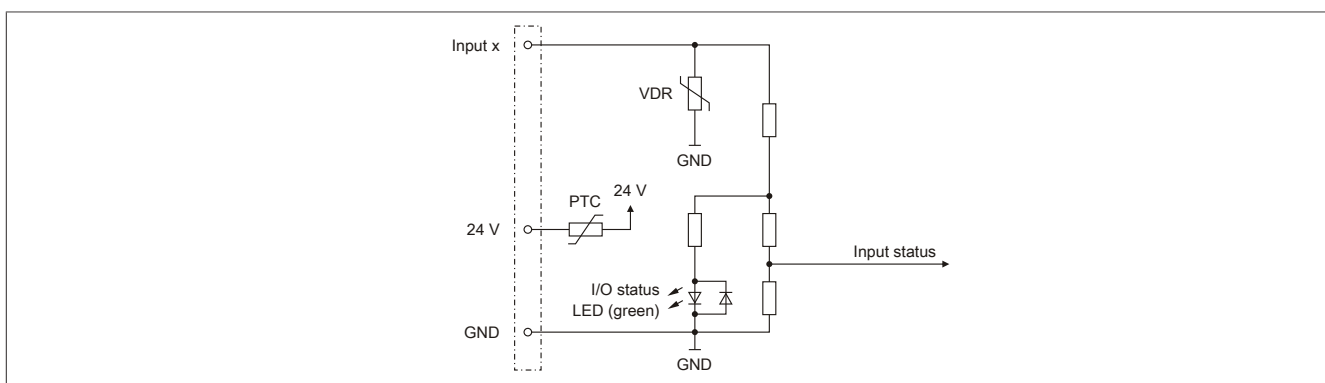 Input x
VDR
GND
24 V
PTC
24 V
Input status
I/O status
LED (green)
GND
GND